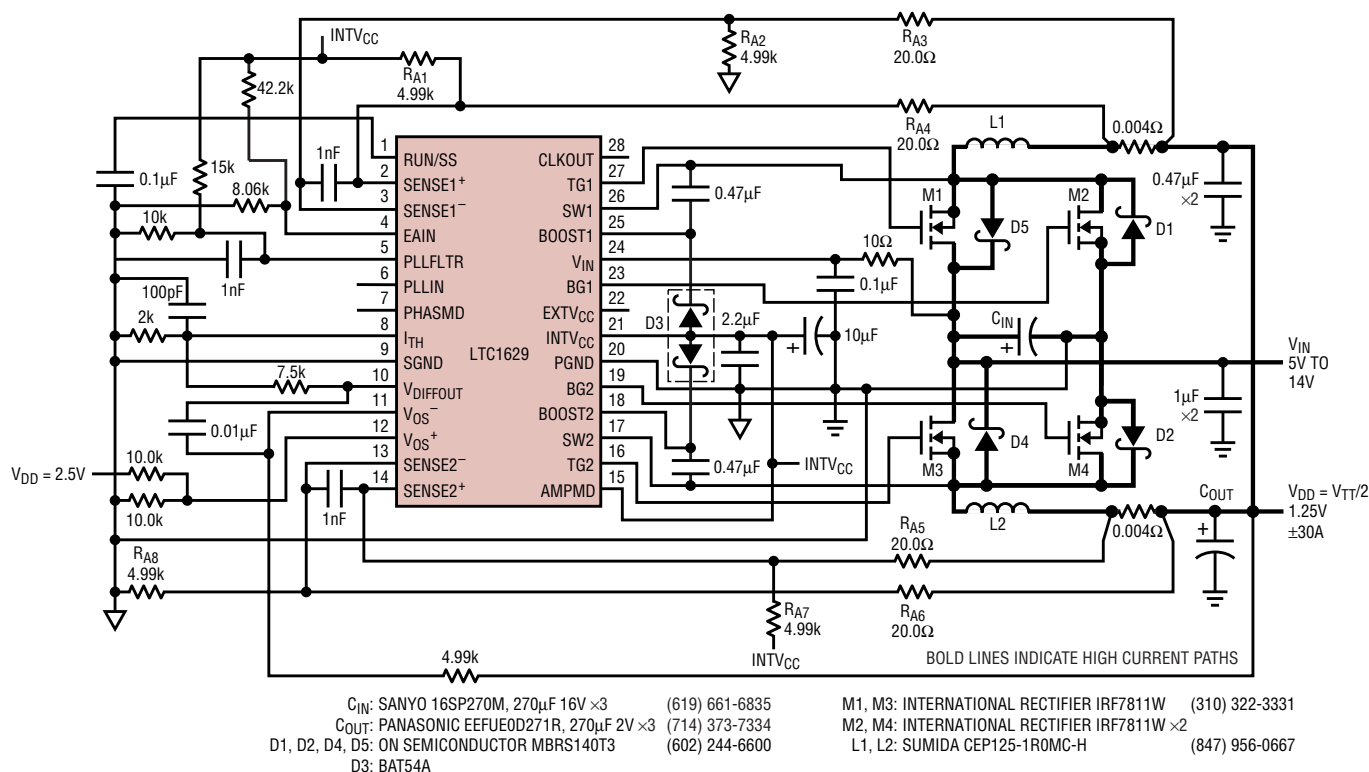 INTVCC
RA1
4.99k
42.2k
RA2
4.99k
RA3
20.0Ω
RA4
20.0Ω
L1
0.004Ω
0.1µF
15k
8.06k
10k
1nF
1nF
100pF
2k
7.5k
0.01µF
VDD = 2.5V
10.0k
10.0k
1nF
RA8
4.99k
LTC1629
1 RUN/SS
2 SENSE1+
3 SENSE1–
4 EAIN
5 PLLFLTR
6 PLLIN
7 PHASMD
8 ITH
9 SGND
10 VDIFFOUT
11 VOS–
12 VOS+
13 SENSE2–
14 SENSE2+
28 CLKOUT
27 TG1
26 SW1
25 BOOST1
24 VIN
23 BG1
22 EXTVCC
21 INTVCC
20 PGND
19 BG2
18 BOOST2
17 SW2
16 TG2
15 AMPMD
0.47µF
10Ω
0.1µF
D3
2.2µF
+
10µF
0.47µF
INTVCC
M1
D5
M2
D1
0.47µF
×2
CIN
+
VIN
5V TO
14V
1µF
×2
M3
D4
M4
D2
L2
0.004Ω
COUT
+
VDD = VTT/2
1.25V
±30A
RA5
20.0Ω
RA6
20.0Ω
RA7
4.99k
INTVCC
4.99k
BOLD LINES INDICATE HIGH CURRENT PATHS
CIN: SANYO 16SP270M, 270µF 16V ×3 (619) 661-6835
COUT: PANASONIC EEFUE0D271R, 270µF 2V ×3 (714) 373-7334
D1, D2, D4, D5: ON SEMICONDUCTOR MBRS140T3 (602) 244-6600
D3: BAT54A
M1, M3: INTERNATIONAL RECTIFIER IRF7811W (310) 322-3331
M2, M4: INTERNATIONAL RECTIFIER IRF7811W ×2
L1, L2: SUMIDA CEP125-1R0MC-H (847) 956-0667